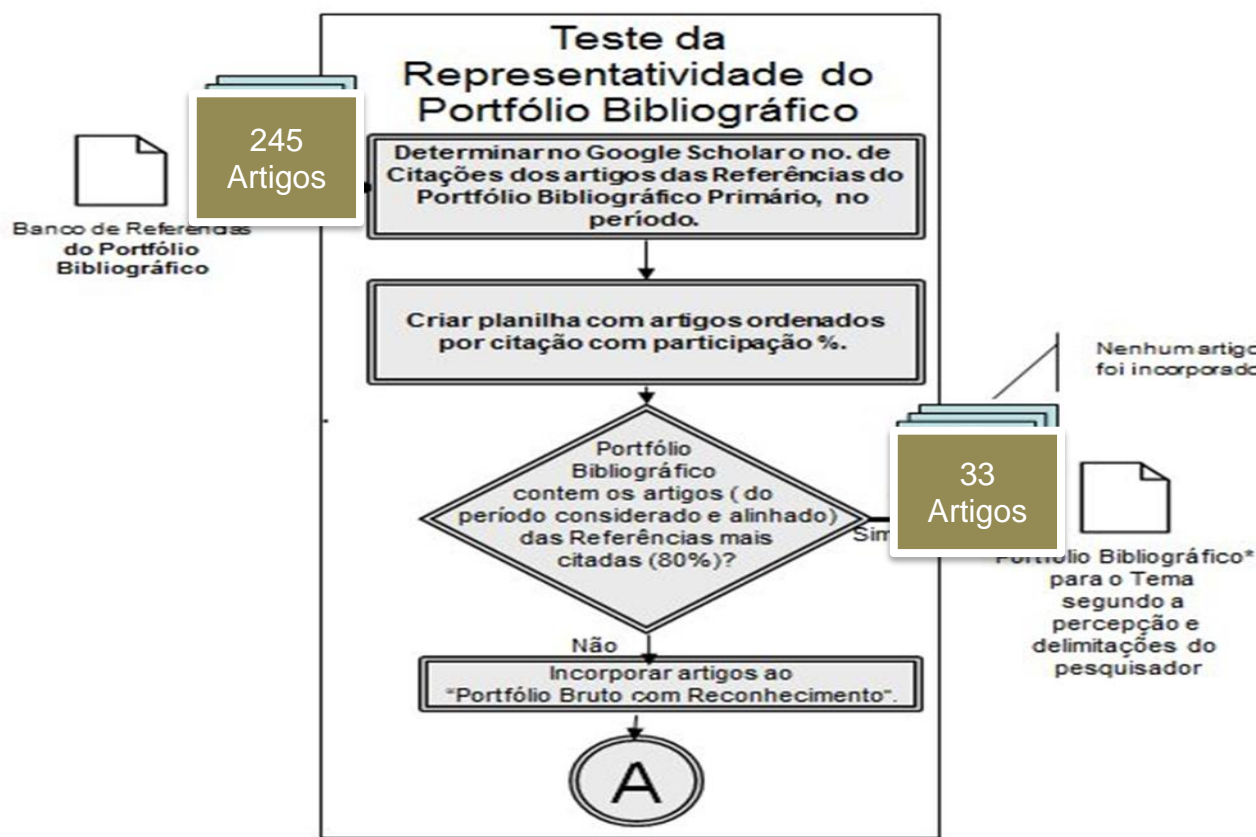 Teste da
Representatividade do
Portfólio Bibliográfico
245
Artigos
Banco de Referências
do Portfólio
Bibliográfico
Determinar no Google Scholar o no. de
Citações dos artigos das Referências do
Portfólio Bibliográfico Primário, no
período.
Criar planilha com artigos ordenados
por citação com participação %.
Nenhum artigo
foi incorporado
Portfólio
Bibliográfico
contem os artigos ( do
período considerado e alinhado)
das Referências mais
citadas (80%)?
Sim
33
Artigos
Portfólio Bibliográfico*
para o Tema
segundo a
percepção e
delimitações do
pesquisador
Não
Incorporar artigos ao
"Portfólio Bruto com Reconhecimento".
A